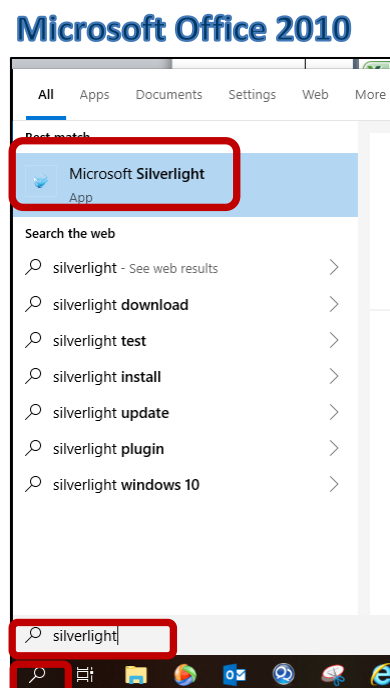 Microsoft Office 2010
All Apps Documents Settings Web More
Best match
Microsoft Silverlight
App
Search the web
silverlight - See web results
silverlight download
silverlight test
silverlight install
silverlight update
silverlight plugin
silverlight windows 10
silverlight